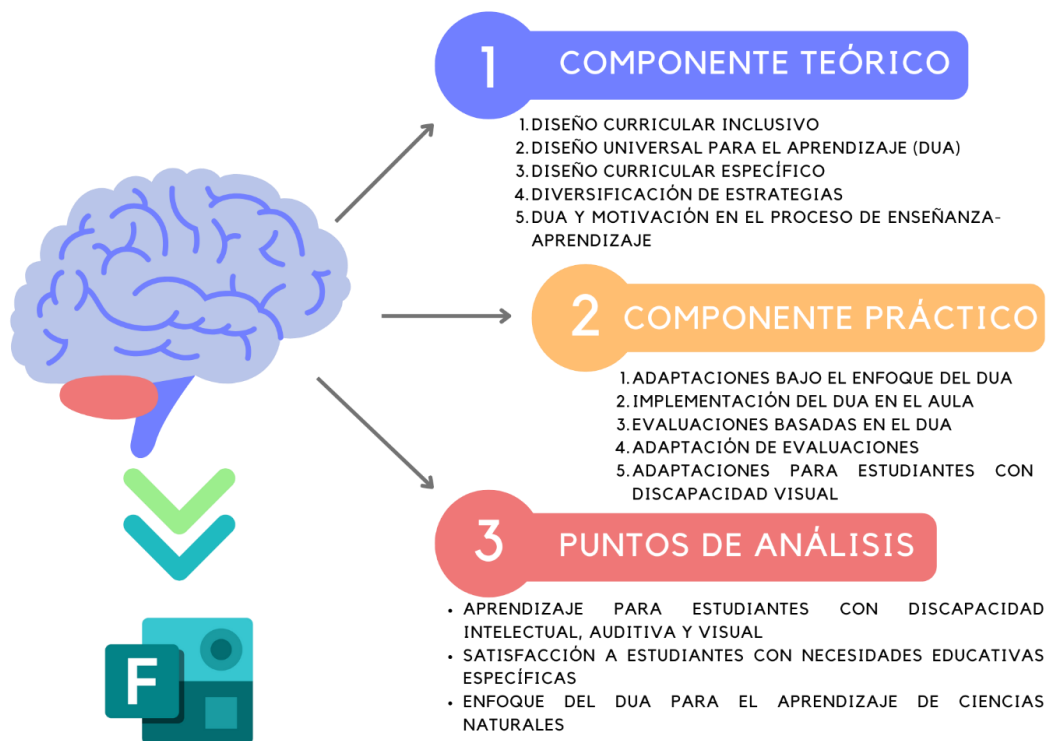 1 COMPONENTE TEÓRICO
1. DISEÑO CURRICULAR INCLUSIVO
2. DISEÑO UNIVERSAL PARA EL APRENDIZAJE (DUA)
3. DISEÑO CURRICULAR ESPECÍFICO
4. DIVERSIFICACIÓN DE ESTRATEGIAS
5. DUA Y MOTIVACIÓN EN EL PROCESO DE ENSEÑANZA-
APRENDIZAJE
2 COMPONENTE PRÁCTICO
1. ADAPTACIONES BAJO EL ENFOQUE DEL DUA
2. IMPLEMENTACIÓN DEL DUA EN EL AULA
3. EVALUACIONES BASADAS EN EL DUA
4. ADAPTACIÓN DE EVALUACIONES
5. ADAPTACIONES PARA ESTUDIANTES CON
DISCAPACIDAD VISUAL
3 PUNTOS DE ANÁLISIS
• APRENDIZAJE PARA ESTUDIANTES CON DISCAPACIDAD
INTELECTUAL, AUDITIVA Y VISUAL
• SATISFACCIÓN A ESTUDIANTES CON NECESIDADES EDUCATIVAS
ESPECÍFICAS
• ENFOQUE DEL DUA PARA EL APRENDIZAJE DE CIENCIAS
NATURALES
F